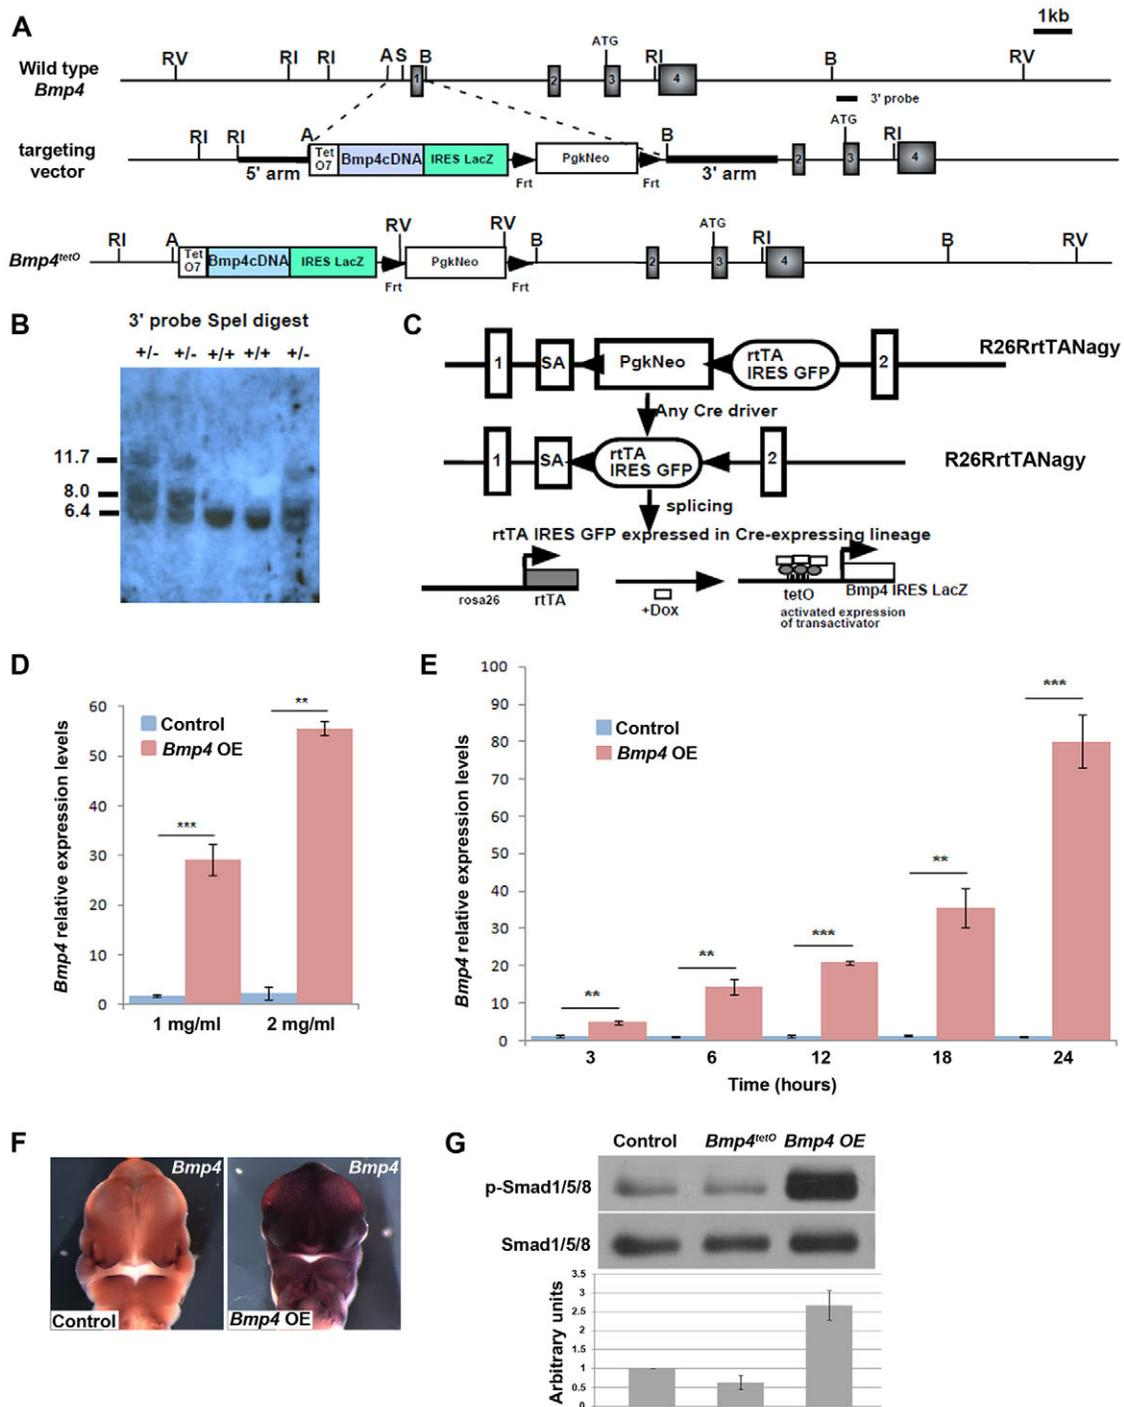 A
1kb
RV RI RI A S B ATG RI B RV
Wild type
Bmp4
1 2 3 4
3' probe
targeting
vector
RI RI A B ATG RI
Tet
O7
Bmp4cDNA IRES LacZ PgkNeo 2 3 4
5' arm Frt Frt 3' arm
Bmp4tetO
RI A RV RV B ATG RI B RV
Tet
O7
Bmp4cDNA IRES LacZ PgkNeo 2 3 4
Frt Frt
B
3' probe Spel digest
+/- +/- +/+ +/+ +/-
11.7
8.0
6.4
C
1 SA PgkNeo rtTA
IRES GFP 2
R26RrtTANagy
Any Cre driver
1 SA rtTA
IRES GFP 2
R26RrtTANagy
splicing
rtTA IRES GFP expressed in Cre-expressing lineage
rosa26 rtTA
+Dox
tetO Bmp4 IRES LacZ
activated expression
of transactivator
D
Bmp4 relative expression levels
60
50
40
30
20
10
0
Control
Bmp4 OE
*** **
1 mg/ml 2 mg/ml
E
Bmp4 relative expression levels
100
90
80
70
60
50
40
30
20
10
0
Control
Bmp4 OE
** ** *** ** ***
3 6 12 18 24
Time (hours)
F
Bmp4 Bmp4
Control Bmp4 OE
G
Control Bmp4tetO Bmp4 OE
p-Smad1/5/8
Smad1/5/8
Arbitrary units
3.5
3
2.5
2
1.5
1
0.5
0